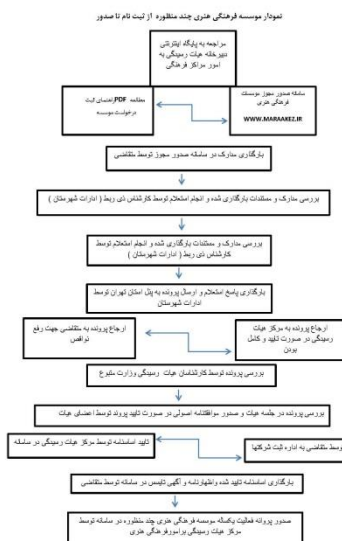 نمودار موسسه فرهنگی هنری چند منظوره از ثبت نام تا صدور
مراجعه به پایگاه اینترنتی
دبیرخانه هیات رسیدگی به
امور مراکز فرهنگی
سامانه صدور مجوز موسسات
فرهنگی هنری
WWW.MARAAKEZ.IR
مطالعه PDF راهنمای ثبت
درخواست موسسه
بارگذاری مدارک در سامانه صدور مجوز توسط متقاضی
بررسی مدارک و مستندات بارگذاری شده و انجام استعلام توسط کارشناس ذی ربط ( ادارات شهرستان )
بررسی مدارک و مستندات بارگذاری شده و انجام استعلام توسط
کارشناس ذی ربط ( ادارات شهرستان )
بارگذاری پاسخ استعلام و ارسال پرونده به پنل استان تهران توسط
ادارات شهرستان
ارجاع پرونده به مرکز هیات
رسیدگی در صورت تایید و کامل
بودن
ارجاع پرونده به متقاضی جهت رفع
نواقص
بررسی پرونده توسط کارشناسان هیات رسیدگی وزارت متبوع
بررسی پرونده در جلسه هیات و صدور موافقتنامه اصولی در صورت تایید پروند توسط اعضای هیات
توسط متقاضی به اداره ثبت شرکتها
تایید اساسنامه توسط مرکز هیات رسیدگی در سامانه
بارگذاری اساسنامه تایید شده واظهارنامه و آگهی تاسیس در سامانه توسط متقاضی
صدور پروانه فعالیت یکساله موسسه فرهنگی هنری چند منظوره در سامانه توسط
مرکز هیات رسیدگی برامورفرهنگی هنری